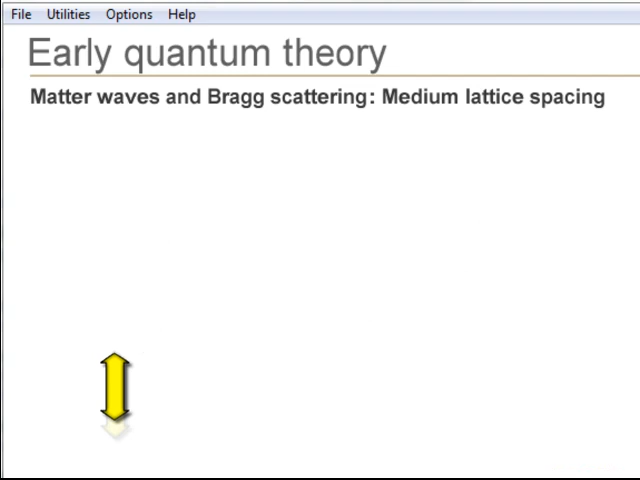 File Utilities Options Help
Early quantum theory
Matter waves and Bragg scattering: Medium lattice spacing